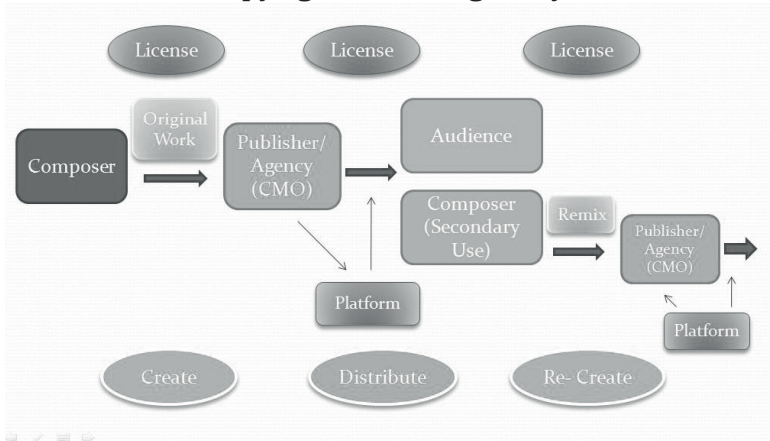 License
License
License
Original
Work
Composer
Publisher/
Agency
(CMO)
Audience
Composer
(Secondary
Use)
Remix
Publisher/
Agency
(CMO)
Platform
Platform
Create
Distribute
Re- Create